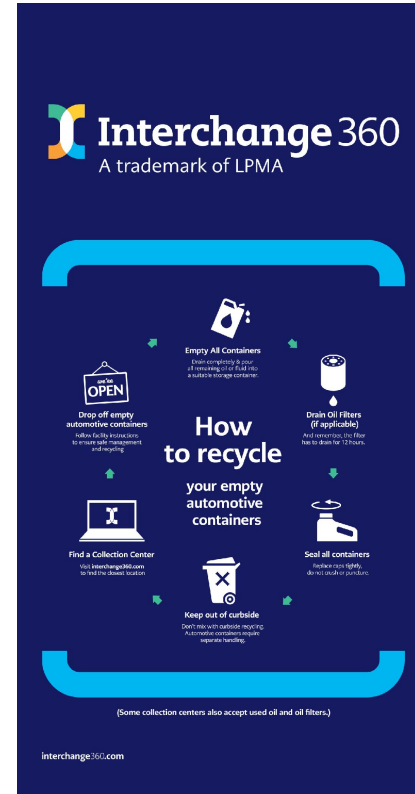 Interchange 360
A trademark of LPMA
Empty All Containers
Drain completely & pour
all remaining oil or fluid into
a suitable storage container.
Drain Oil Filters
(if applicable)
And remember, the filter
has to drain for 12 hours.
Seal all containers
Replace caps tightly,
do not crush or puncture.
Keep out of curbside
Don't mix with curbside recycling.
Automotive containers require
separate handling.
Find a Collection Center
Visit interchange360.com
to find the closest location
WE'RE
OPEN
Drop off empty
automotive containers
Follow facility instructions
to ensure safe management
and recycling
How
to recycle
your empty
automotive
containers
(Some collection centers also accept used oil and oil filters.)
interchange360.com